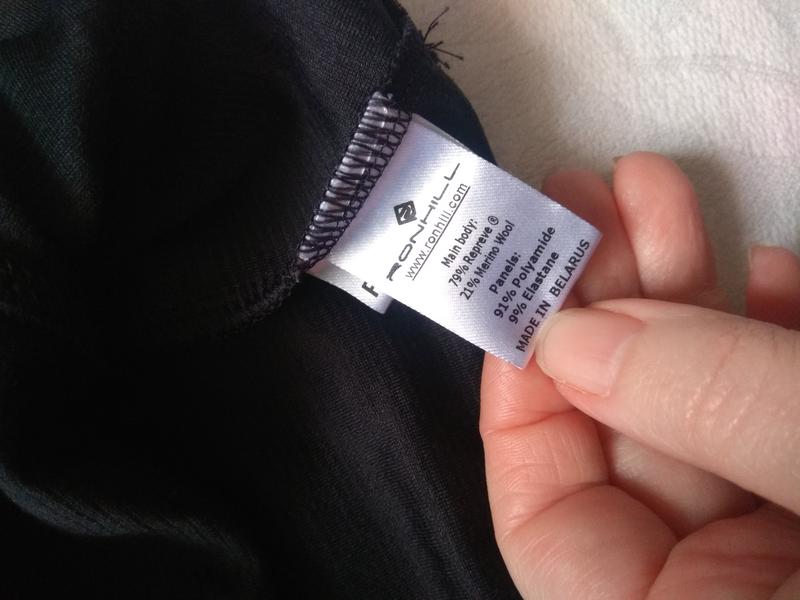 RONHILL
www.ronhill.com
Main body:
79% Repreve ®
21% Merino Wool
Panels:
91% Polyamide
9% Elastane
MADE IN BELARUS
F